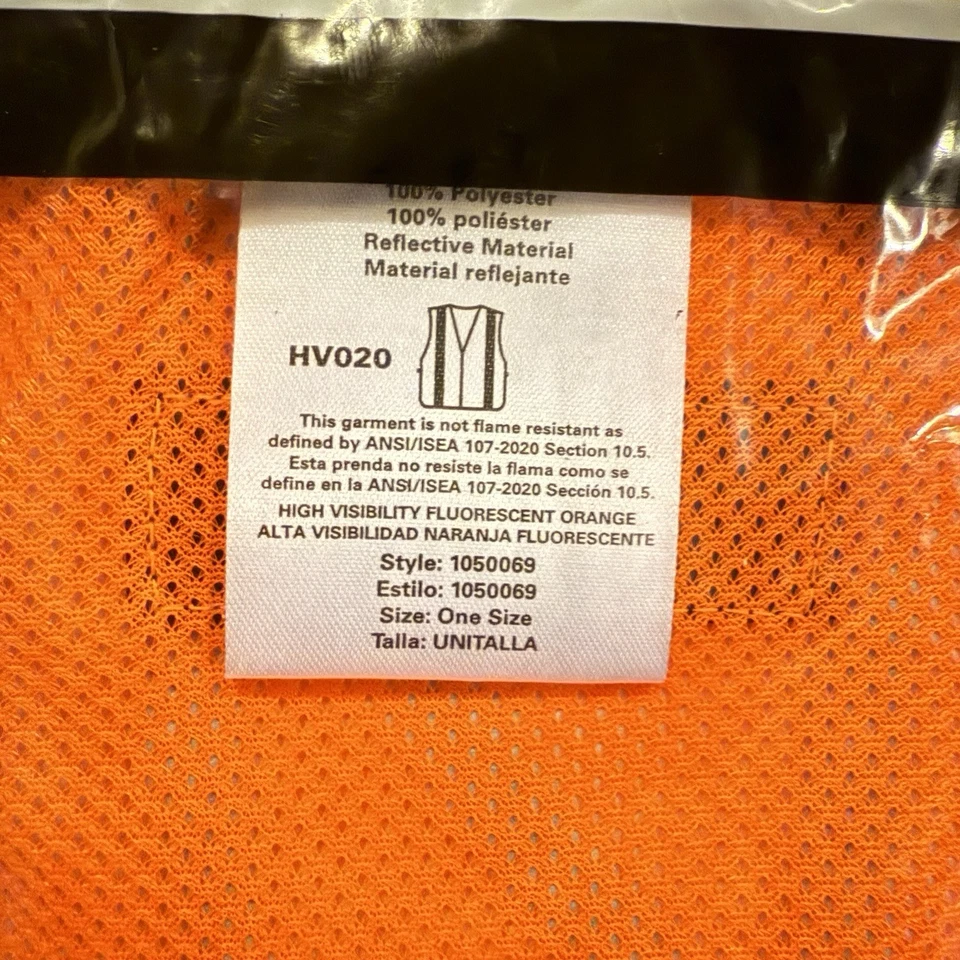 100% Polyester
100% poliéster
Reflective Material
Material reflejante
HV020
This garment is not flame resistant as
defined by ANSI/ISEA 107-2020 Section 10.5.
Esta prenda no resiste la flama como se
define en la ANSI/ISEA 107-2020 Sección 10.5.
HIGH VISIBILITY FLUORESCENT ORANGE
ALTA VISIBILIDAD NARANJA FLUORESCENTE
Style: 1050069
Estilo: 1050069
Size: One Size
Talla: UNITALLA